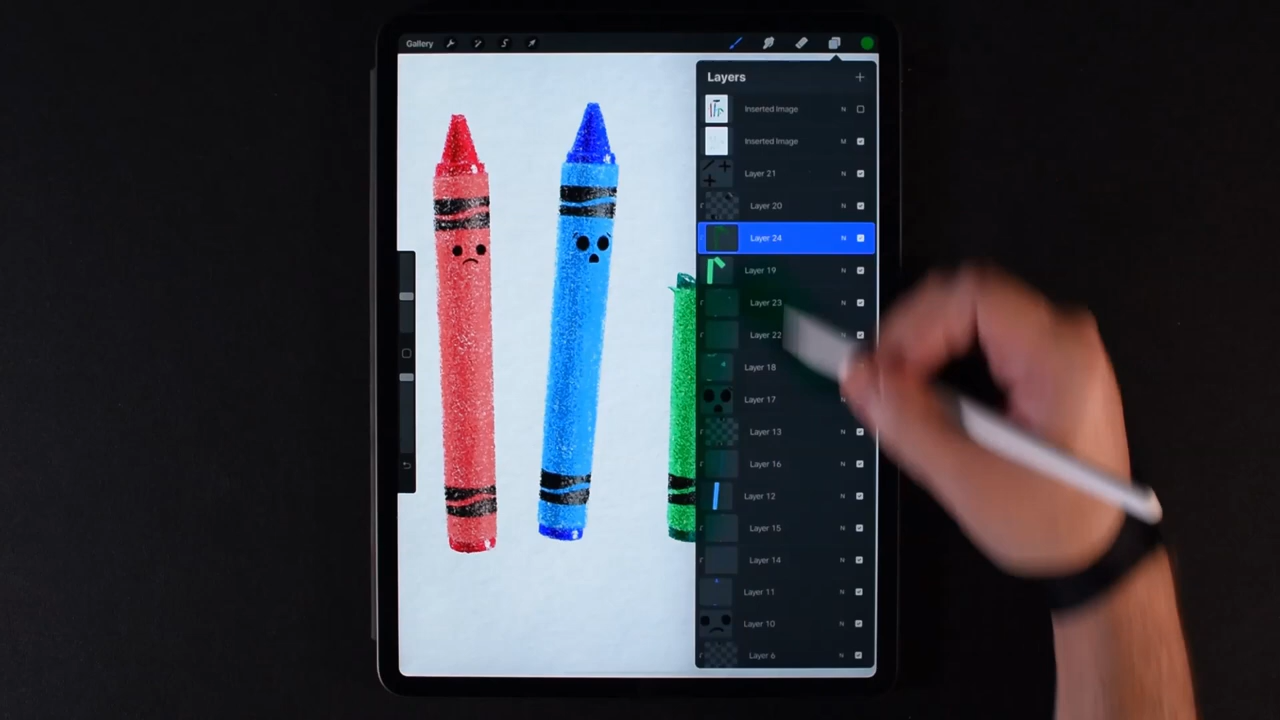 Gallery
Layers
Inserted Image N
Inserted Image M
Layer 21 N
Layer 20 N
Layer 24 N
Layer 19 N
Layer 23 N
Layer 22 N
Layer 18
Layer 17 N
Layer 13 N
Layer 16 N
Layer 12 N
Layer 15 N
Layer 14 N
Layer 11 N
Layer 10 N
Layer 6 N